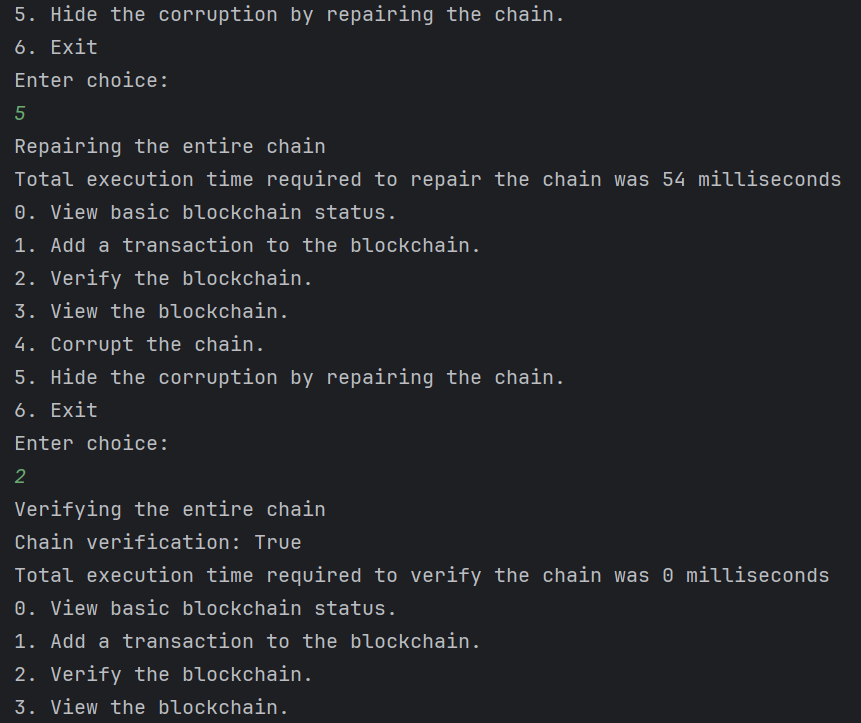 5. Hide the corruption by repairing the chain.
6. Exit
Enter choice:
5
Repairing the entire chain
Total execution time required to repair the chain was 54 milliseconds
0. View basic blockchain status.
1. Add a transaction to the blockchain.
2. Verify the blockchain.
3. View the blockchain.
4. Corrupt the chain.
5. Hide the corruption by repairing the chain.
6. Exit
Enter choice:
2
Verifying the entire chain
Chain verification: True
Total execution time required to verify the chain was 0 milliseconds
0. View basic blockchain status.
1. Add a transaction to the blockchain.
2. Verify the blockchain.
3. View the blockchain.